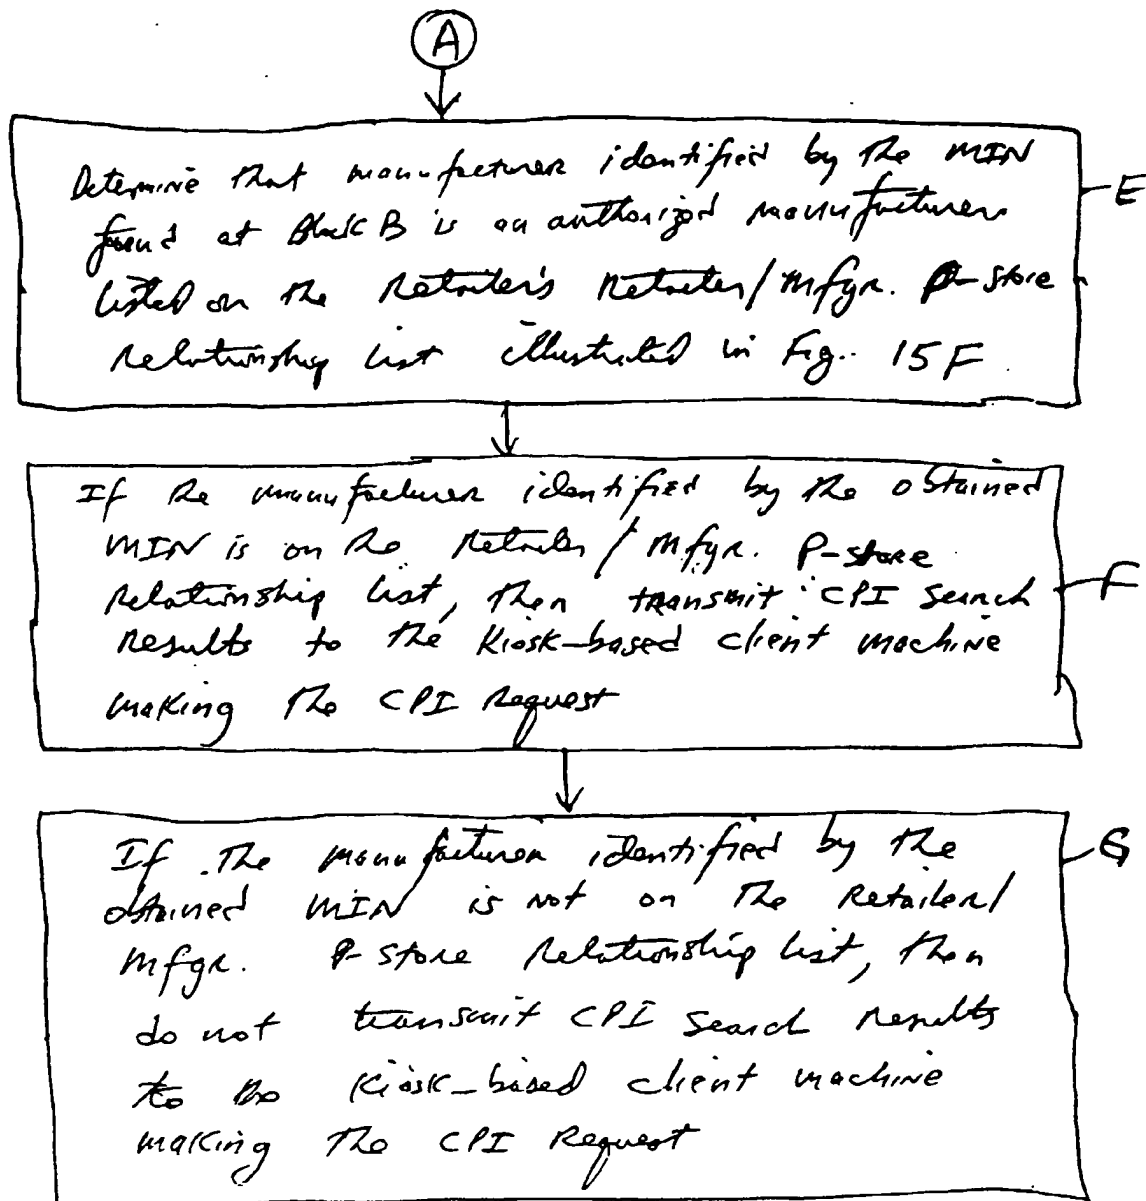 A
Determine that manufacturer identified by the MIN
found at Block B is an authorized manufacturer
listed on the Retailer's Retailer/Mfgr. P-store
Relationship list illustrated in Fig. 15F
E
If the manufacturer identified by the obtained
MIN is on the Retailer/Mfgr. P-store
Relationship list, then transmit CPI Search
Results to the Kiosk-based client machine
making the CPI Request
F
If the manufacturer identified by the
obtained MIN is not on the Retailer/
Mfgr. P-store Relationship list, then
do not transmit CPI Search Results
to the Kiosk-based client machine
making the CPI Request
G